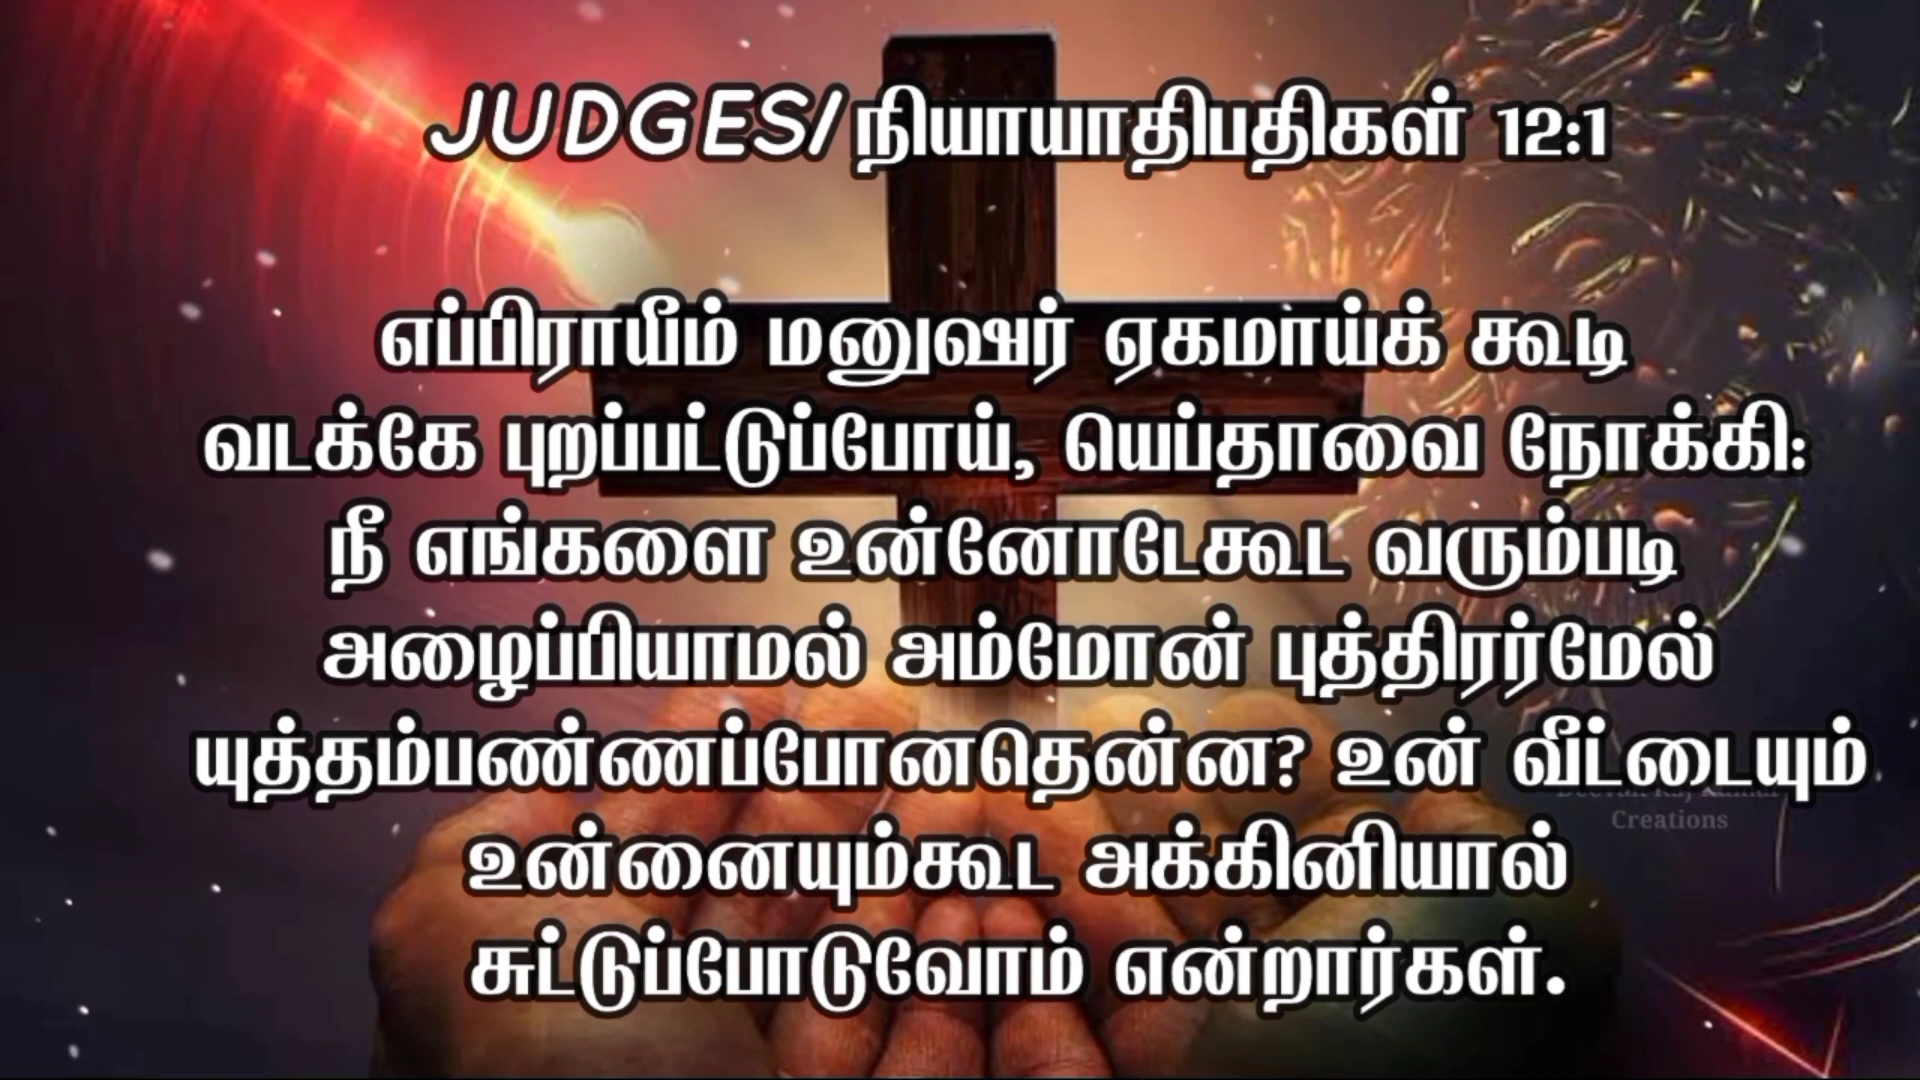 JUDGES/நியாயாதிபதிகள் 12:1
எப்பிராயீம் மனுஷர் ஏகமாய்க் கூடி
வடக்கே புறப்பட்டுப்போய், யெப்தாவை நோக்கி:
நீ எங்களை உன்னோடேகூட வரும்படி
அழைப்பியாமல் அம்மோன் புத்திரர்மேல்
யுத்தம்பண்ணப்போனதென்ன? உன் வீட்டையும்
உன்னையும்கூட அக்கினியால்
சுட்டுப்போடுவோம் என்றார்கள்.
Creations